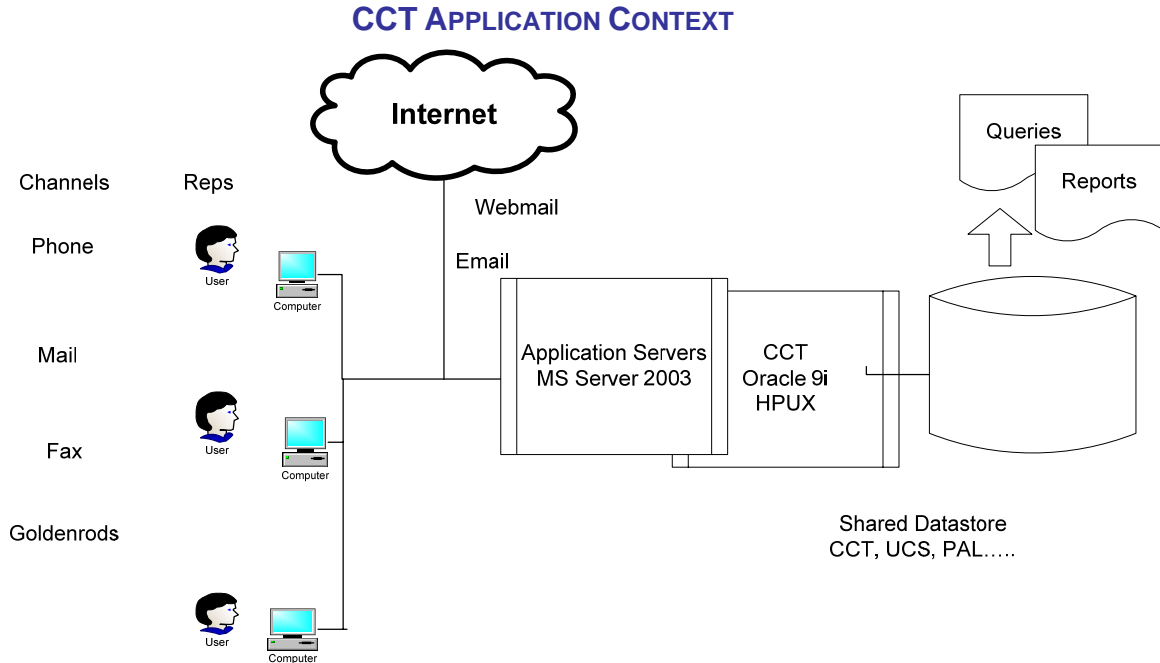 CCT APPLICATION CONTEXT
Internet
Queries
Reports
Channels
Reps
Webmail
Phone
User
Email
Computer
Mail
Application Servers
MS Server 2003
CCT
Oracle 9i
HPUX
User
Fax
Computer
Goldenrods
Shared Datastore
CCT, UCS, PAL.....
User
Computer